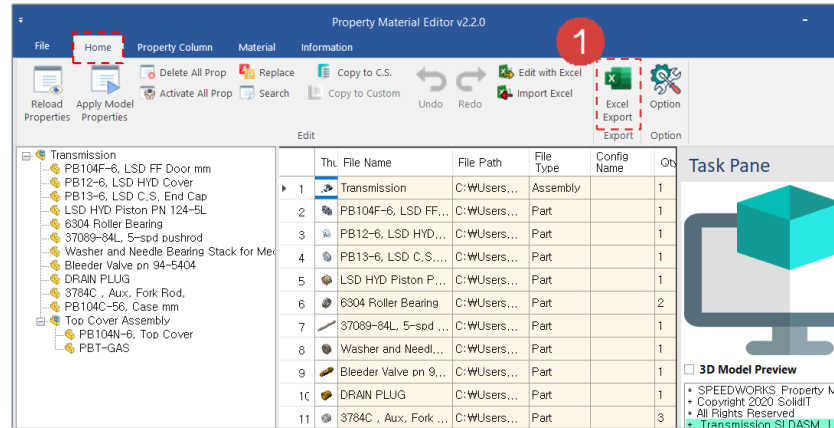 Property Material Editor v2.2.0
File Home Property Column Material Information
1
Reload Properties
Apply Model Properties
Delete All Prop
Activate All Prop
Replace
Search
Copy to C.S.
Copy to Custom
Undo
Redo
Edit with Excel
Import Excel
Excel Export
Option
Edit Export Option
Transmission
PB104F-6, LSD FF Door mm
PB12-6, LSD HYD Cover
PB13-6, LSD C.S, End Cap
LSD HYD Piston PN 124-5L
6304 Roller Bearing
37089-84L, 5-spd pushrod
Washer and Needle Bearing Stack for Mec
Bleeder Valve pn 94-5404
DRAIN PLUG
3784C , Aux, Fork Rod,
PB104C-56, Case mm
Top Cover Assembly
PB104N-6, Top Cover
PBT-GAS
Thu File Name File Path File Type Config Name Qty
1 Transmission C:₩Users... Assembly 1
2 PB104F-6, LSD FF... C:₩Users... Part 1
3 PB12-6, LSD HYD... C:₩Users... Part 1
4 PB13-6, LSD C.S,... C:₩Users... Part 1
5 LSD HYD Piston P... C:₩Users... Part 1
6 6304 Roller Bearing C:₩Users... Part 2
7 37089-84L, 5-spd ... C:₩Users... Part 1
8 Washer and Needl... C:₩Users... Part 1
9 Bleeder Valve pn 9... C:₩Users... Part 1
10 DRAIN PLUG C:₩Users... Part 1
11 3784C , Aux, Fork ... C:₩Users... Part 3
Task Pane
3D Model Preview
SPEEDWORKS Property M
Copyright 2020 SolidIT
All Rights Reserved
Transmission.SLDASM